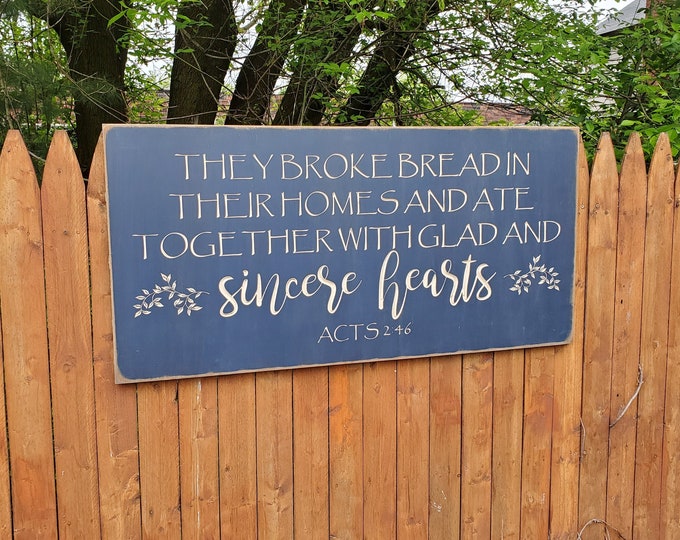 THEY BROKE BREAD IN
THEIR HOMES AND ATE
TOGETHER WITH GLAD AND
sincere hearts
ACTS 2 46